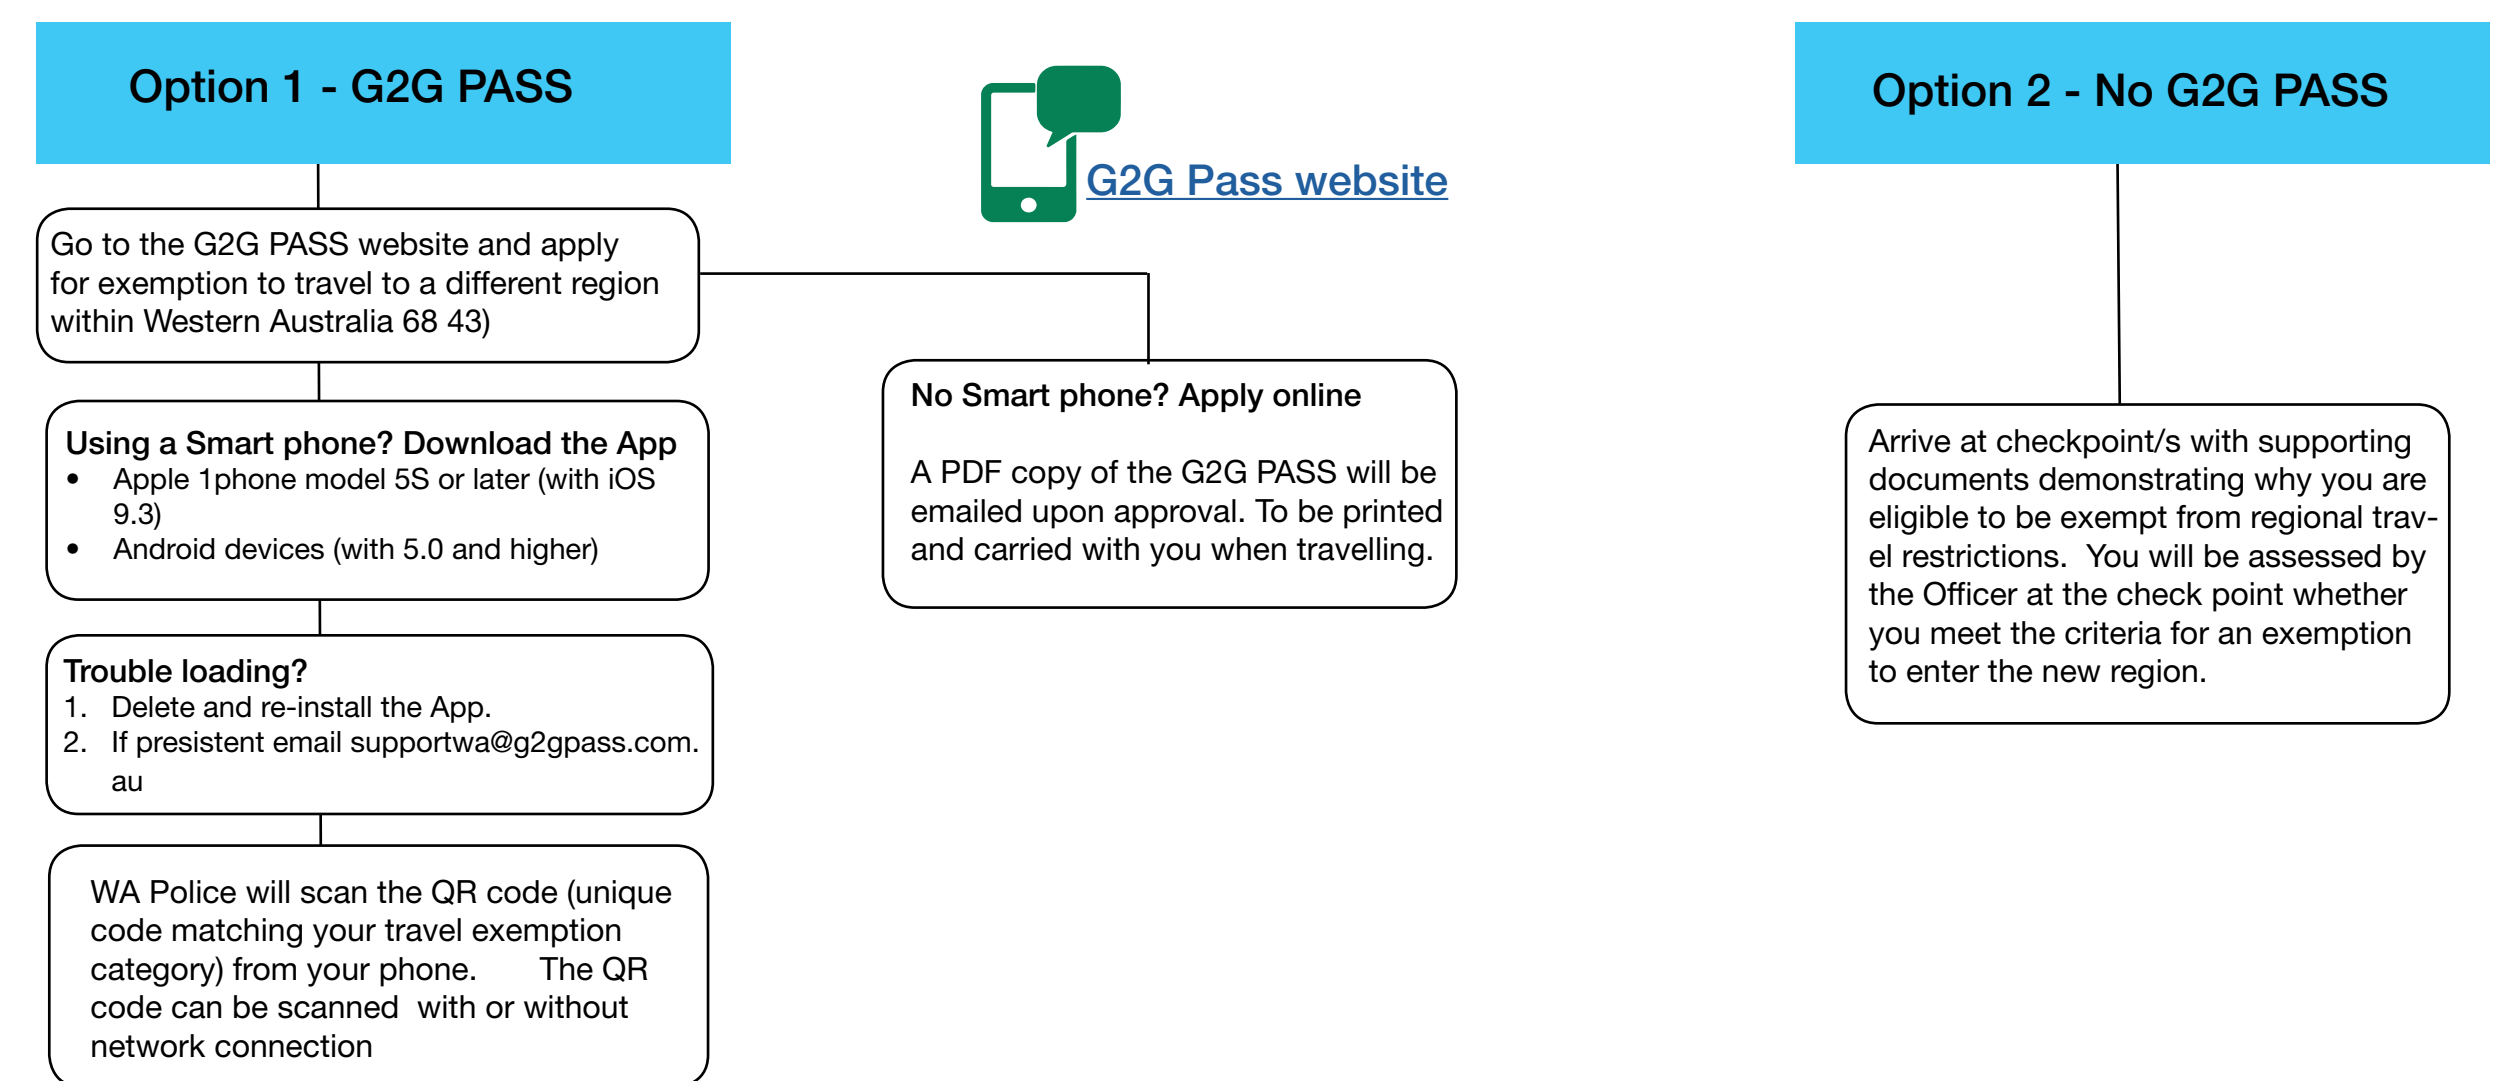 Option 1 - G2G PASS
Go to the G2G PASS website and apply
for exemption to travel to a different region
within Western Australia 68 43)
Using a Smart phone? Download the App
• Apple 1phone model 5S or later (with iOS
9.3)
• Android devices (with 5.0 and higher)
Trouble loading?
1. Delete and re-install the App.
2. If presistent email supportwa@g2gpass.com.
au
WA Police will scan the QR code (unique
code matching your travel exemption
category) from your phone. The QR
code can be scanned with or without
network connection
G2G Pass website
No Smart phone? Apply online
A PDF copy of the G2G PASS will be
emailed upon approval. To be printed
and carried with you when travelling.
Option 2 - No G2G PASS
Arrive at checkpoint/s with supporting
documents demonstrating why you are
eligible to be exempt from regional trav-
el restrictions. You will be assessed by
the Officer at the check point whether
you meet the criteria for an exemption
to enter the new region.